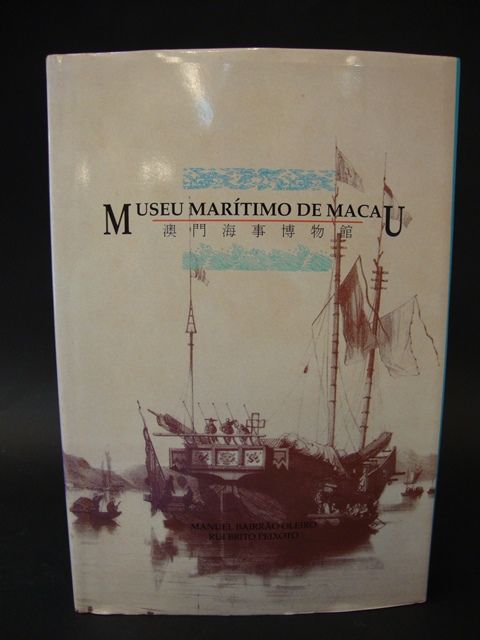 MUSEU MARÍTIMO DE MACAU
澳門海事博物館
MANUEL BAIRRÃO OLEIRO
RUI BRITO PEIXOTO